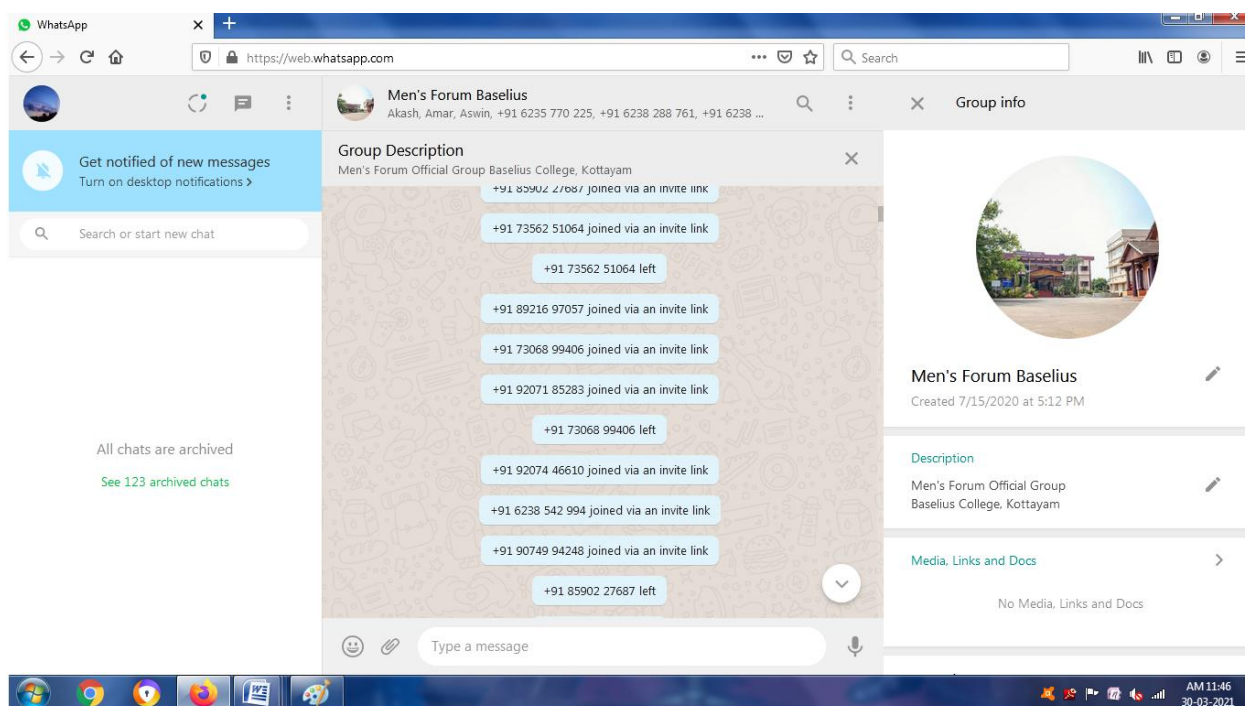 WhatsApp
https://web.whatsapp.com
Search
Men's Forum Baselius
Akash, Amar, Aswin, +91 6235 770 225, +91 6238 288 761, +91 6238 ...
Group info
Get notified of new messages
Turn on desktop notifications >
Search or start new chat
All chats are archived
See 123 archived chats
Group Description
Men's Forum Official Group Baselius College, Kottayam
+91 85902 27687 joined via an invite link
+91 73562 51064 joined via an invite link
+91 73562 51064 left
+91 89216 97057 joined via an invite link
+91 73068 99406 joined via an invite link
+91 92071 85283 joined via an invite link
+91 73068 99406 left
+91 92074 46610 joined via an invite link
+91 6238 542 994 joined via an invite link
+91 90749 94248 joined via an invite link
+91 85902 27687 left
Type a message
Men's Forum Baselius
Created 7/15/2020 at 5:12 PM
Description
Men's Forum Official Group
Baselius College, Kottayam
Media, Links and Docs
No Media, Links and Docs
AM 11:46
30-03-2021